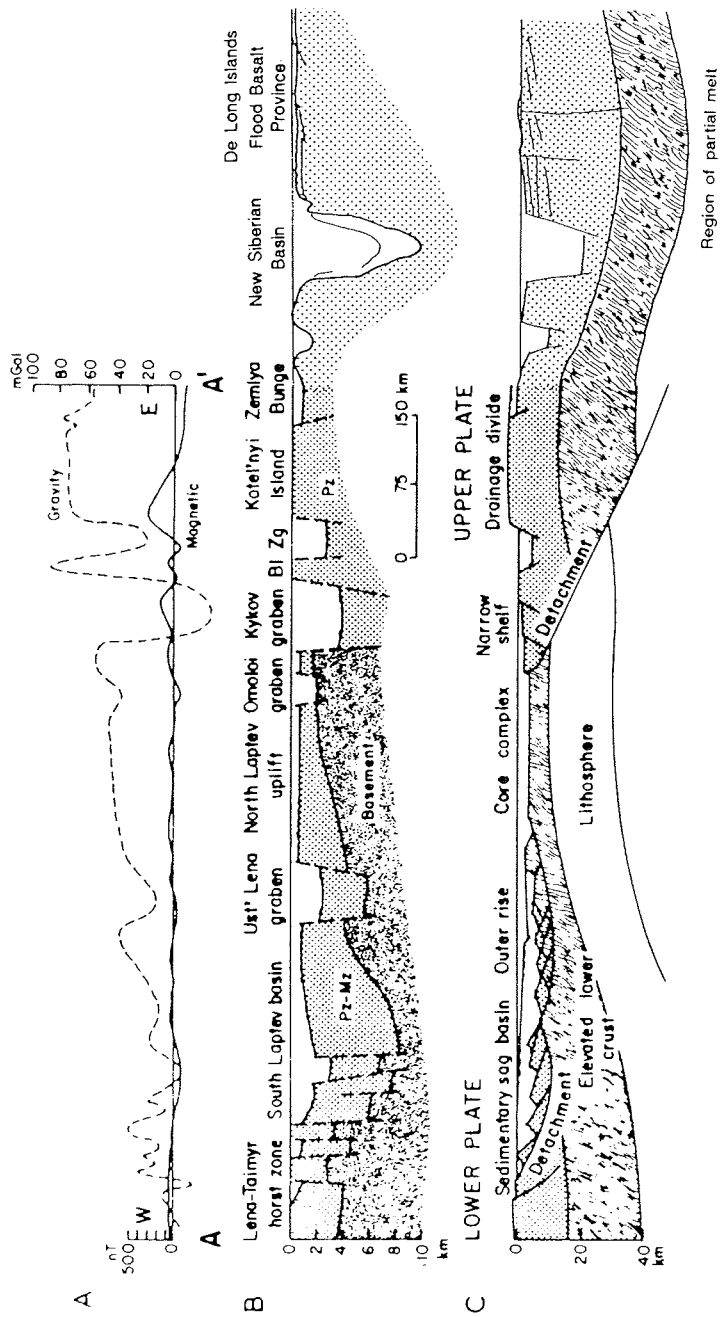 A
nT
500
0
W
A
Gravity
Magnetic
mGal
100
80
60
40
20
0
E
A'
B
Lena-Taimyr
horst zone
South Laptev basin
Ust' Lena
graben
North Laptev
uplift
Omoloi
graben
Kykov
graben
Bl
Zg
Kotel'nyi
Island
Zemlya
Bunge
New Siberian
Basin
De Long Islands
Flood Basalt
Province
0
2
4
6
8
10
km
Pz-Mz
Basement
Pz
0
75
150 km
C
LOWER PLATE
UPPER PLATE
Sedimentary sag basin
Outer rise
Core complex
Narrow
shelf
Drainage divide
0
20
40
km
Detachment
Elevated lower
crust
Lithosphere
Detachment
Region of partial melt